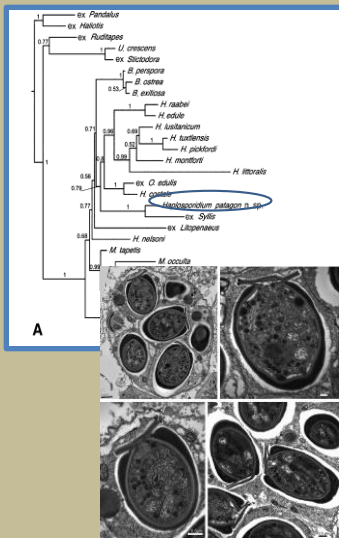 ex Pandalus
1
ex Haliotis
ex Ruditapes
0.77
U. crescens
1
ex Stictodora
1
B. perspora
1
B. ostrea
0.53
B. exitiosa
H. raabei
1
H. edule
0.71
0.96
H. lusitanicum
0.69
H. tuxtlensis
1
H. pickfordi
0.52
0.99
H. montforti
0.56
0.8
H. littoralis
1
ex O. edulis
0.79
H. costale
Haplosporidium patagon n. sp.
1
0.77
ex Syllis
ex Litopenaeus
0.68
H. nelsoni
1
M. tapetis
0.99
M. occulta
A